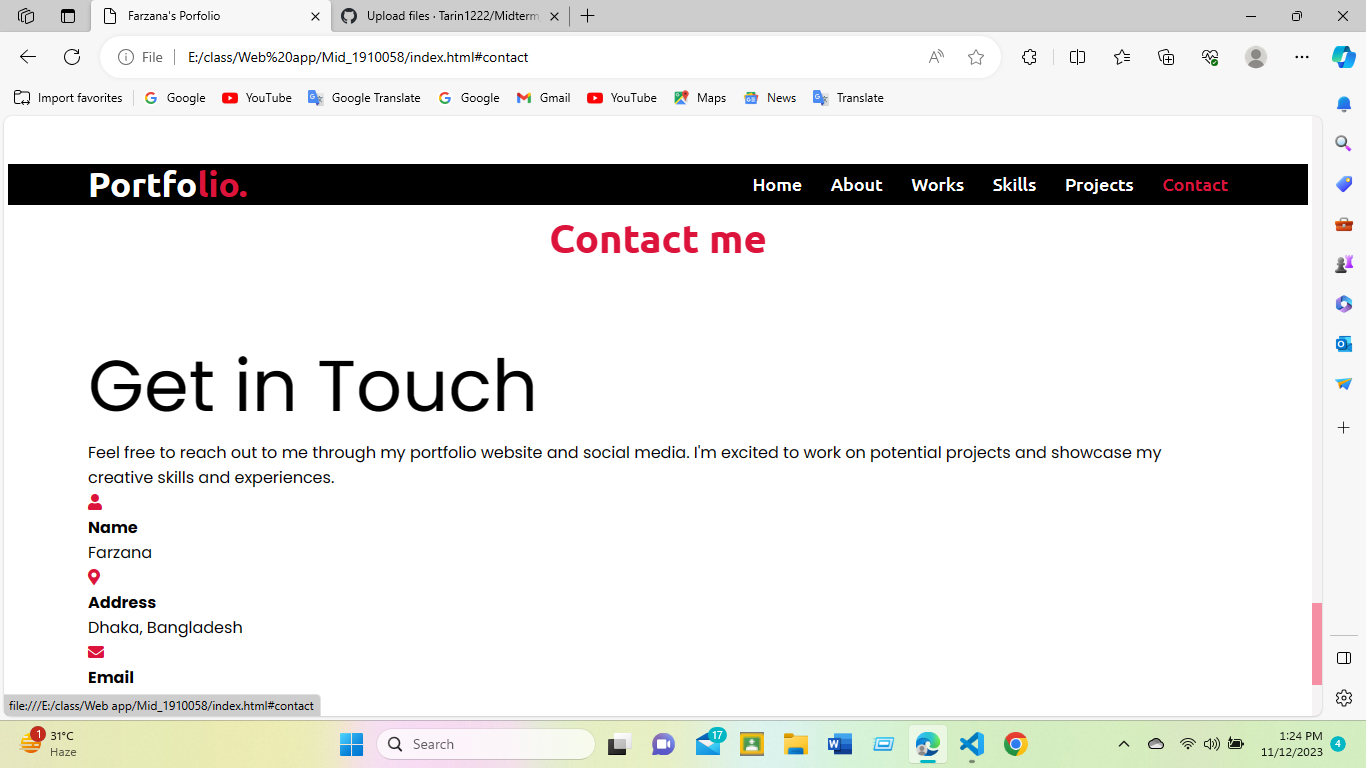 Farzana's Porfolio
Upload files · Tarin1222/Midterm
File
E:/class/Web%20app/Mid_1910058/index.html#contact
Import favorites
Google
YouTube
Google Translate
Google
Gmail
YouTube
Maps
News
Translate
Portfolio.
Home
About
Works
Skills
Projects
Contact
Contact me
Get in Touch
Feel free to reach out to me through my portfolio website and social media. I'm excited to work on potential projects and showcase my
creative skills and experiences.
Name
Farzana
Address
Dhaka, Bangladesh
Email
file:///E:/class/Web app/Mid_1910058/index.html#contact
1
31°C
Haze
Search
17
1:24 PM
11/12/2023
4